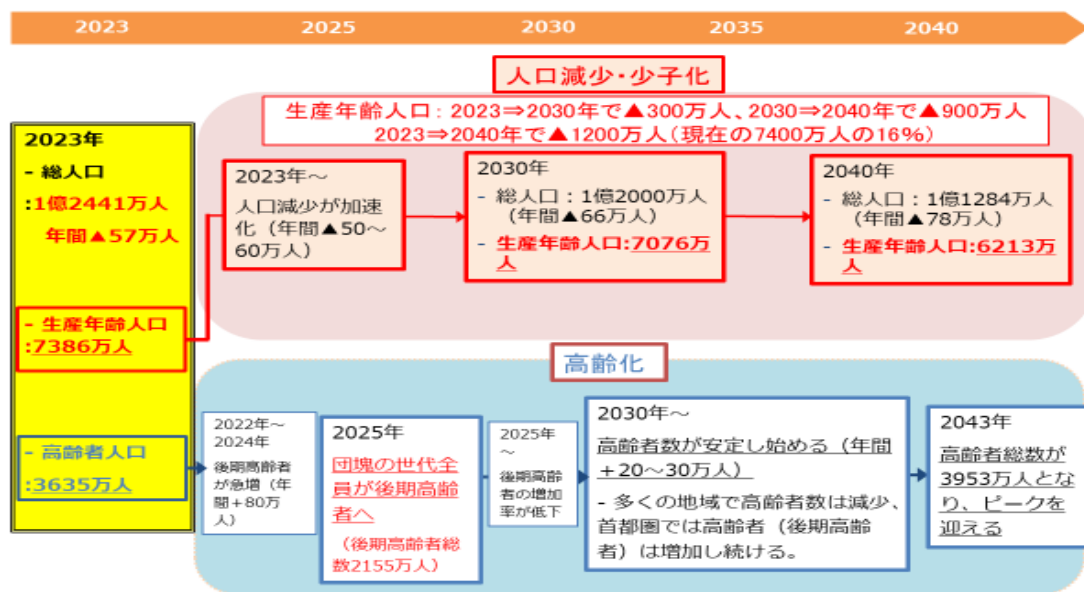 2023
2025
2030
2035
2040
人口減少・少子化
生産年齢人口：2023⇒2030年で▲300万人、2030⇒2040年で▲900万人
2023⇒2040年で▲1200万人（現在の7400万人の16%）
2023年
- 総人口
:1億2441万人
年間▲57万人
- 生産年齢人口
:7386万人
- 高齢者人口
:3635万人
2023年～
人口減少が加速
化（年間▲50～
60万人）
2030年
- 総人口：1億2000万人
（年間▲66万人）
- 生産年齢人口:7076万
人
2040年
- 総人口：1億1284万人
（年間▲78万人）
- 生産年齢人口:6213万
人
高齢化
2022年～
2024年
後期高齢者
が急増（年
間＋80万
人）
2025年
団塊の世代全
員が後期高齢
者へ
（後期高齢者総
数2155万人）
2025年
～
後期高齢
者の増加
率が低下
2030年～
高齢者数が安定し始める（年間
＋20～30万人）
- 多くの地域で高齢者数は減少、
首都圏では高齢者（後期高齢
者）は増加し続ける。
2043年
高齢者総数が
3953万人とな
り、ピークを
迎える